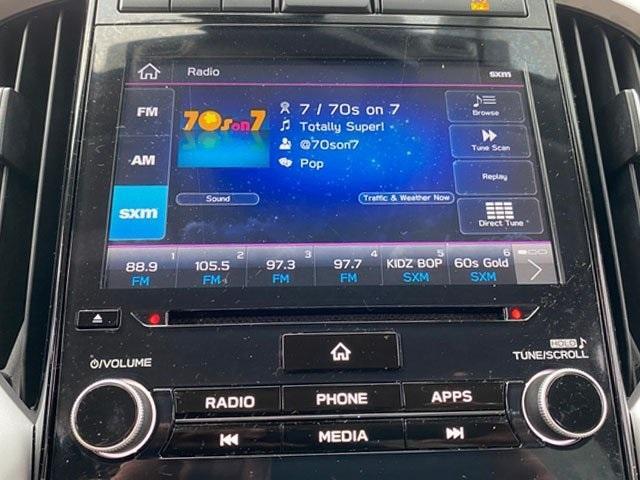 Radio
sxm
FM
AM
sxm
70s on 7
7 / 70s on 7
Totally Super!
@70son7
Pop
Sound
Traffic & Weather Now
Browse
Tune Scan
Replay
Direct Tune
1 2 3 4 5 6
88.9 105.5 97.3 97.7 KIDZ BOP 60s Gold
FM FM FM FM SXM SXM
VOLUME
HOLD
TUNE/SCROLL
RADIO PHONE APPS
MEDIA